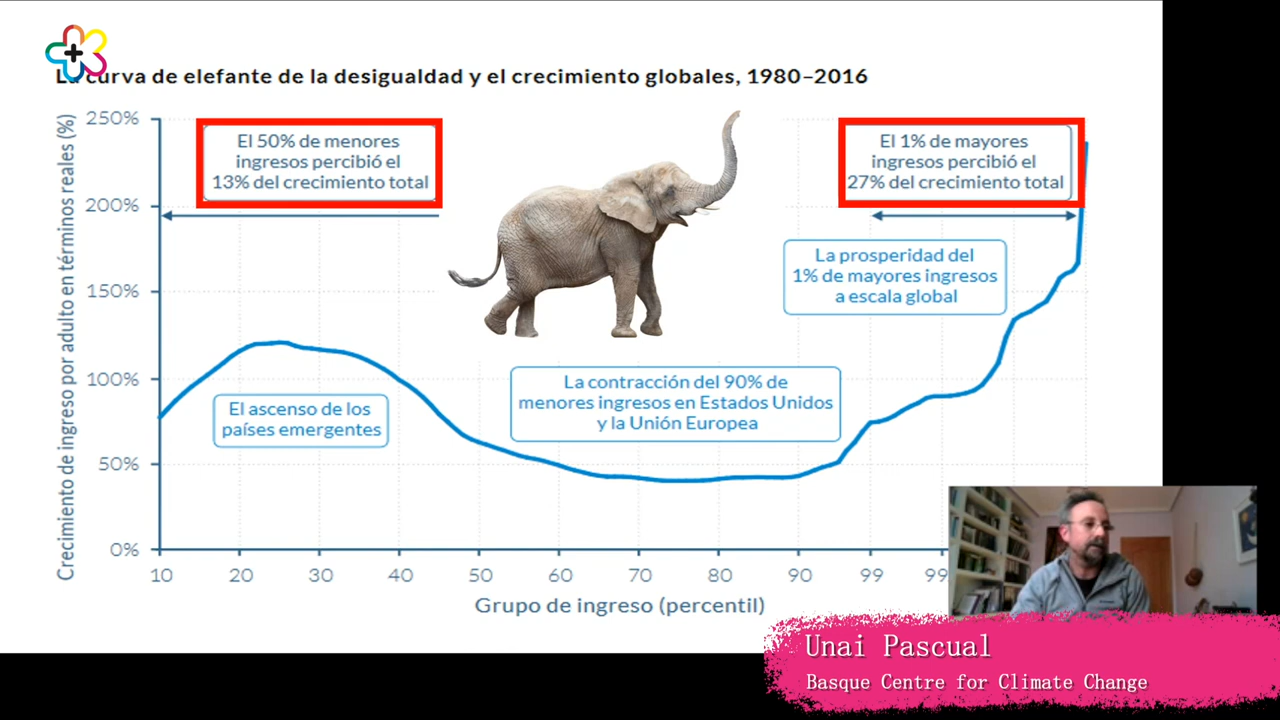 La curva de elefante de la desigualdad y el crecimiento globales, 1980–2016
Crecimiento de ingreso por adulto en términos reales (%)
250%
200%
150%
100%
50%
0%
El 50% de menores
ingresos percibió el
13% del crecimiento total
El 1% de mayores
ingresos percibió el
27% del crecimiento total
La prosperidad del
1% de mayores ingresos
a escala global
La contracción del 90% de
menores ingresos en Estados Unidos
y la Unión Europea
El ascenso de los
países emergentes
10 20 30 40 50 60 70 80 90 99
Grupo de ingreso (percentil)
Unai Pascual
Basque Centre for Climate Change